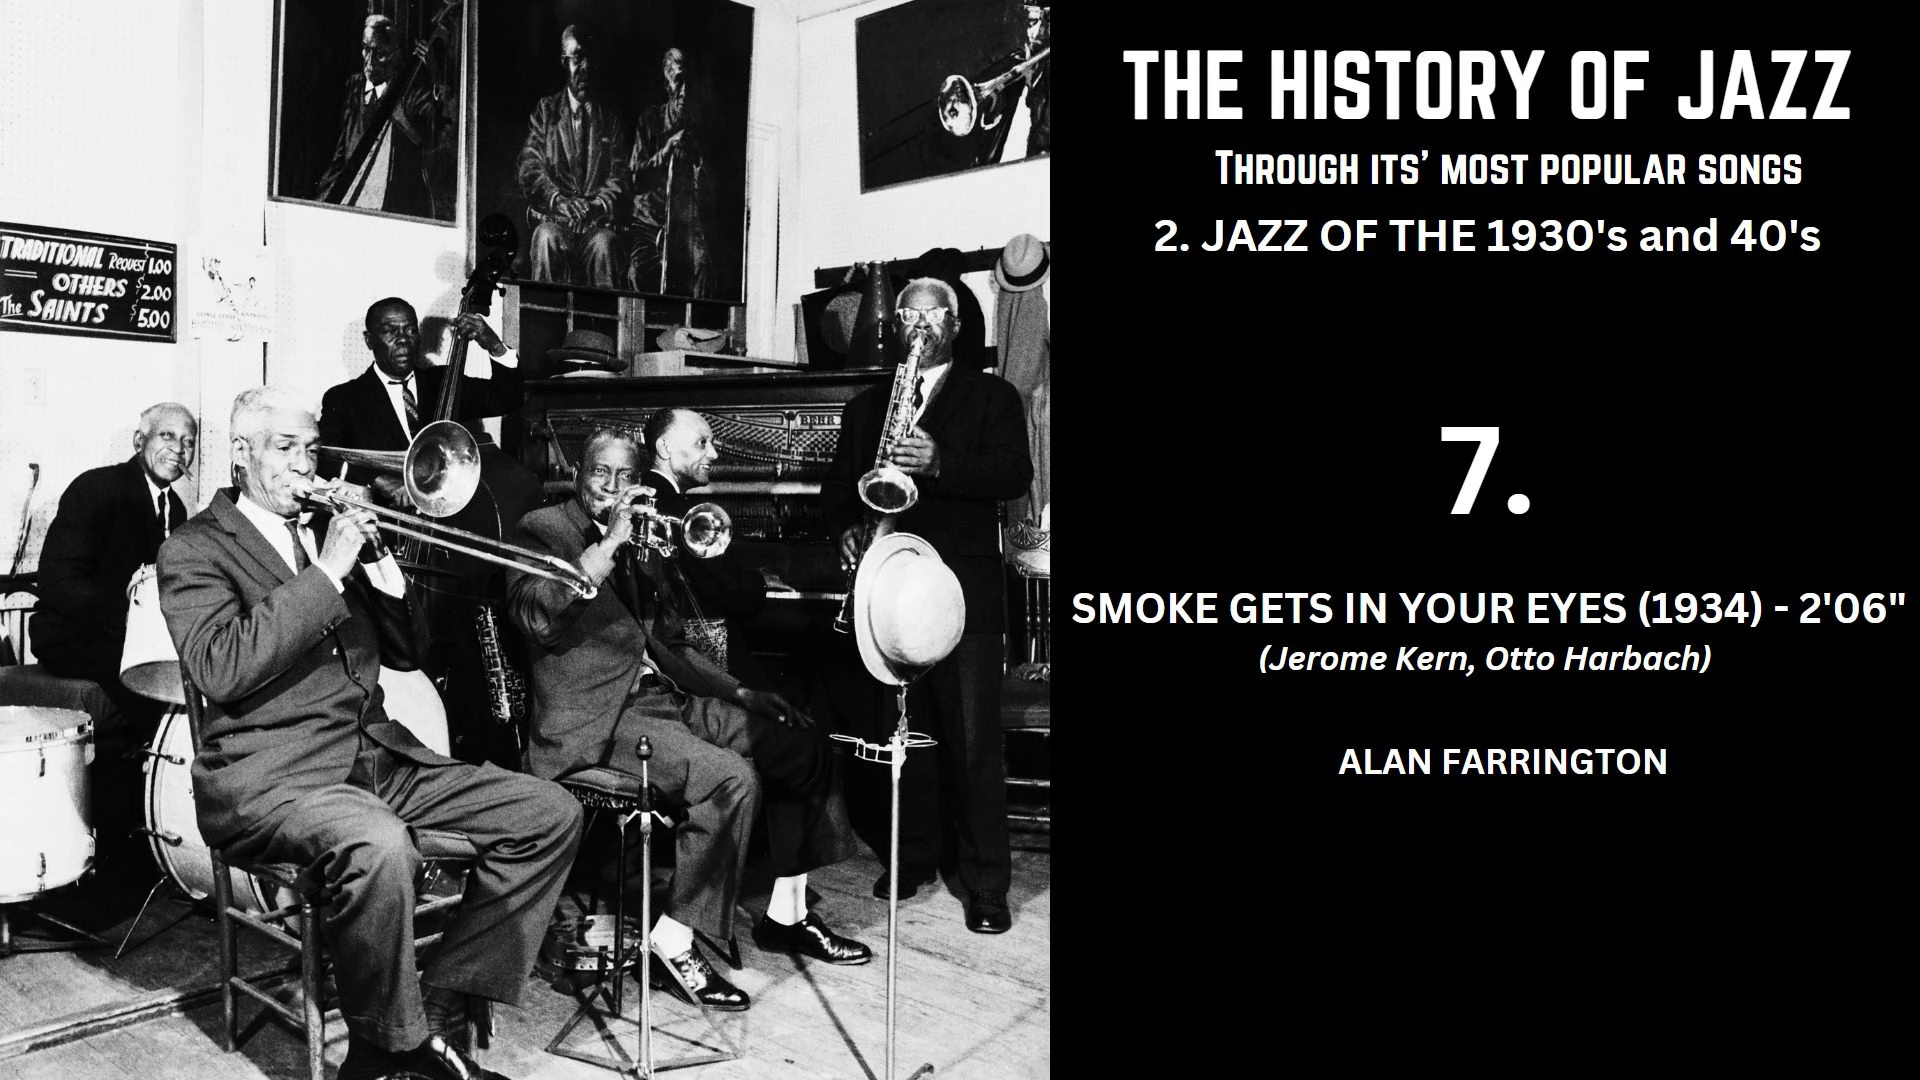 TRADITIONAL Request 1.00
OTHERS $2.00
The SAINTS $5.00
BEHR
THE HISTORY OF JAZZ
THROUGH ITS' MOST POPULAR SONGS
2. JAZZ OF THE 1930's and 40's
7.
SMOKE GETS IN YOUR EYES (1934) - 2'06"
(Jerome Kern, Otto Harbach)
ALAN FARRINGTON